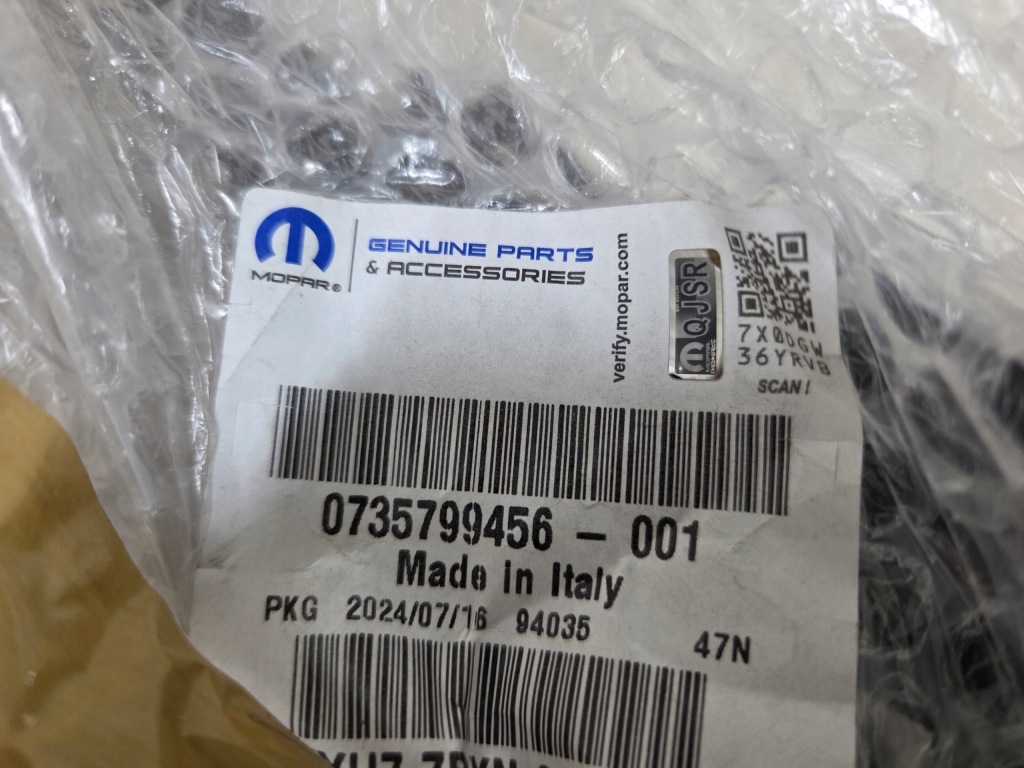 MOPAR®
GENUINE PARTS
& ACCESSORIES
verify.mopar.com
QJSR
7X0DGW
36YRVB
SCAN!
0735799456 – 001
Made in Italy
PKG 2024/07/16 94035
47N